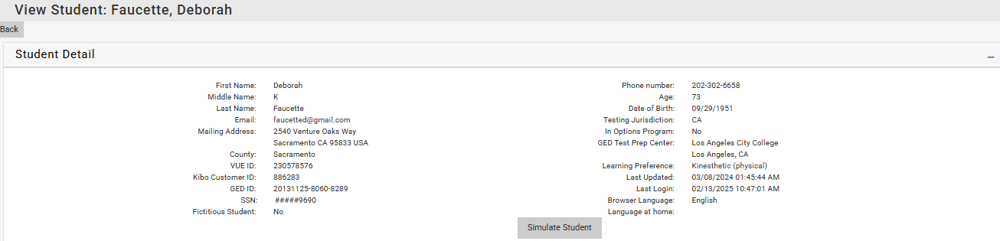 View Student: Faucette, Deborah
Back
Student Detail
First Name: Deborah
Middle Name: K
Last Name: Faucette
Email: faucetted@gmail.com
Mailing Address: 2540 Venture Oaks Way
Sacramento CA 95833 USA
County: Sacramento
VUE ID: 230578576
Kibo Customer ID: 886283
GED ID: 20131125-8060-8289
SSN: #####9690
Fictitious Student: No
Phone number: 202-302-6658
Age: 73
Date of Birth: 09/29/1951
Testing Jurisdiction: CA
In Options Program: No
GED Test Prep Center: Los Angeles City College
Los Angeles, CA
Learning Preference: Kinesthetic (physical)
Last Updated: 03/08/2024 01:45:44 AM
Last Login: 02/13/2025 10:47:01 AM
Browser Language: English
Language at home:
Simulate Student